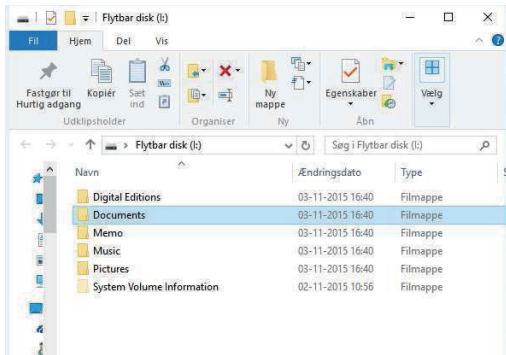 Flytbar disk (I:)
Fil Hjem Del Vis
Fastgør til Hurtig adgang
Kopiér
Sæt ind
Ny mappe
Egenskaber
Vælg
Udklipsholder Organiser Ny Åbn
Flytbar disk (I:) Søg i Flytbar disk (I:)
Navn Ændringsdato Type
Digital Editions 03-11-2015 16:40 Filmappe
Documents 03-11-2015 16:40 Filmappe
Memo 03-11-2015 16:40 Filmappe
Music 03-11-2015 16:40 Filmappe
Pictures 03-11-2015 16:40 Filmappe
System Volume Information 02-11-2015 10:56 Filmappe